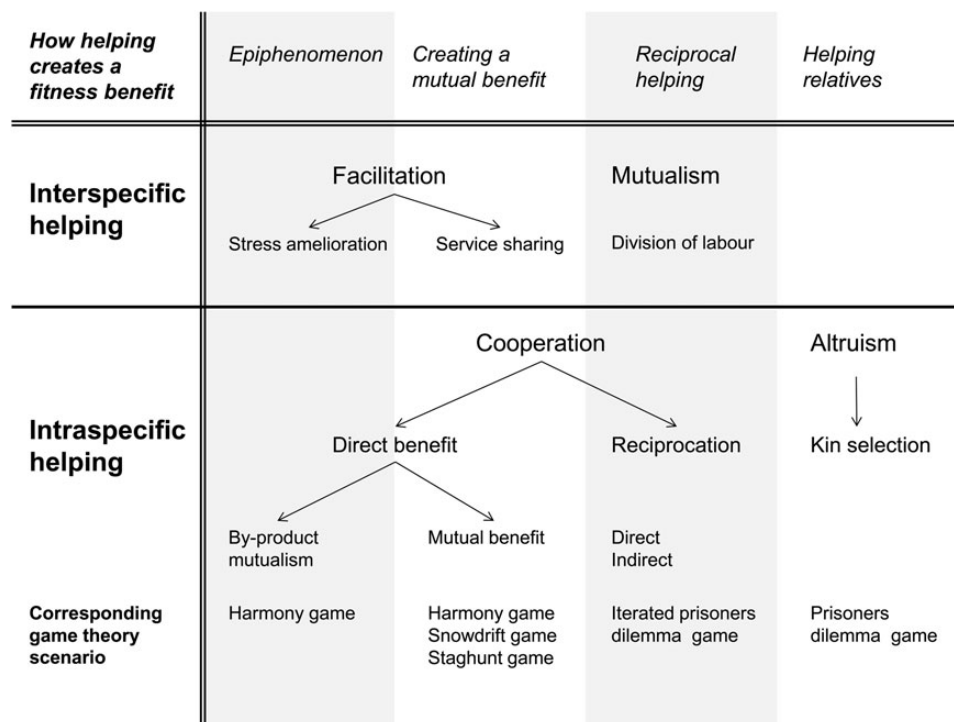 How helping
creates a
fitness benefit
Epiphenomenon
Creating a
mutual benefit
Reciprocal
helping
Helping
relatives
Interspecific
helping
Facilitation
Mutualism
Stress amelioration
Service sharing
Division of labour
Intraspecific
helping
Cooperation
Altruism
Direct benefit
Reciprocation
Kin selection
By-product
mutualism
Mutual benefit
Direct
Indirect
Corresponding
game theory
scenario
Harmony game
Harmony game
Snowdrift game
Staghunt game
Iterated prisoners
dilemma game
Prisoners
dilemma game